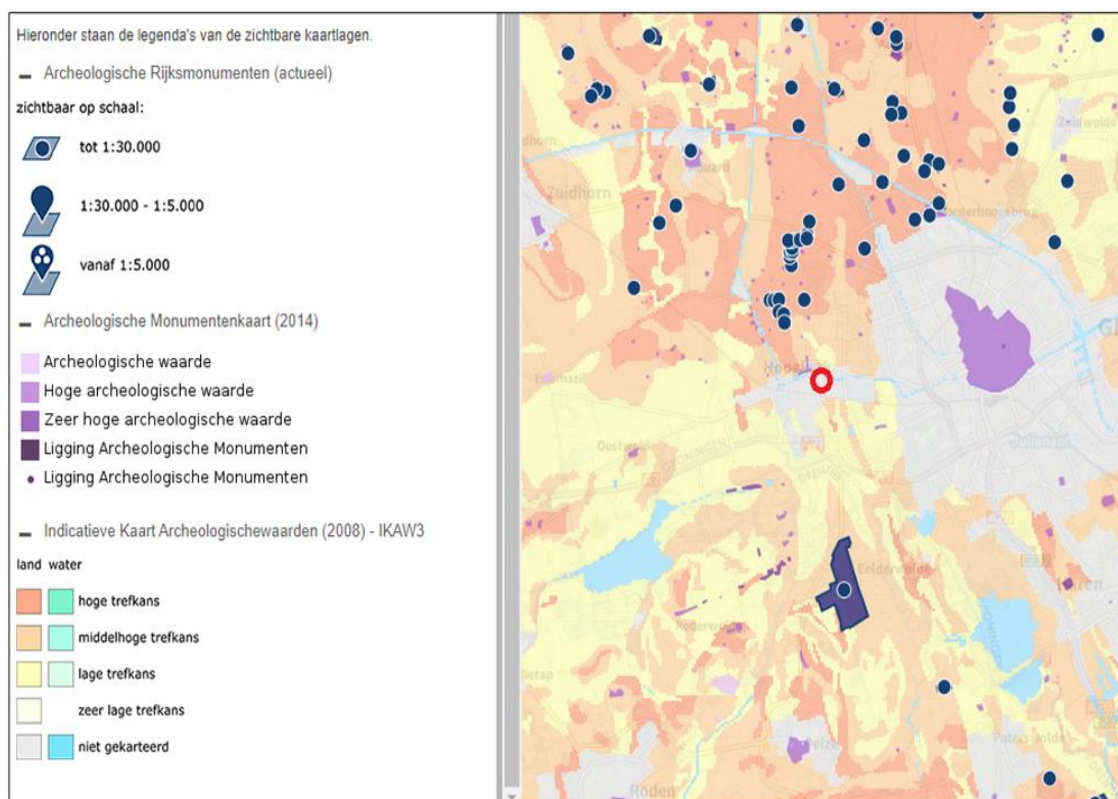 Hieronder staan de legenda's van de zichtbare kaartlagen.
Archeologische Rijksmonumenten (actueel)
zichtbaar op schaal:
tot 1:30.000
1:30.000 - 1:5.000
vanaf 1:5.000
Archeologische Monumentenkaart (2014)
Archeologische waarde
Hoge archeologische waarde
Zeer hoge archeologische waarde
Ligging Archeologische Monumenten
Ligging Archeologische Monumenten
Indicatieve Kaart Archeologischewaarden (2008) - IKAW3
land water
hoge trefkans
middelhoge trefkans
lage trefkans
zeer lage trefkans
niet gekarteerd
Zuidwolde
Zuidhorn
Oostwolde
Eelderwolde
Peize
Roden